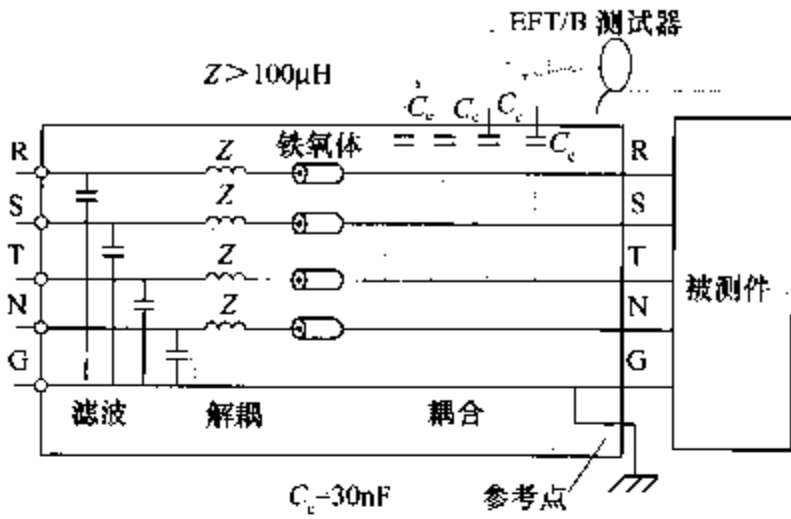 EFT/B 测试器
Z＞100μH
C_c C_c C_c
C_c
R Z 铁氧体 R
S Z S
T Z T
被测件
N Z N
G G
滤波 解耦 耦合
C_c=30nF 参考点